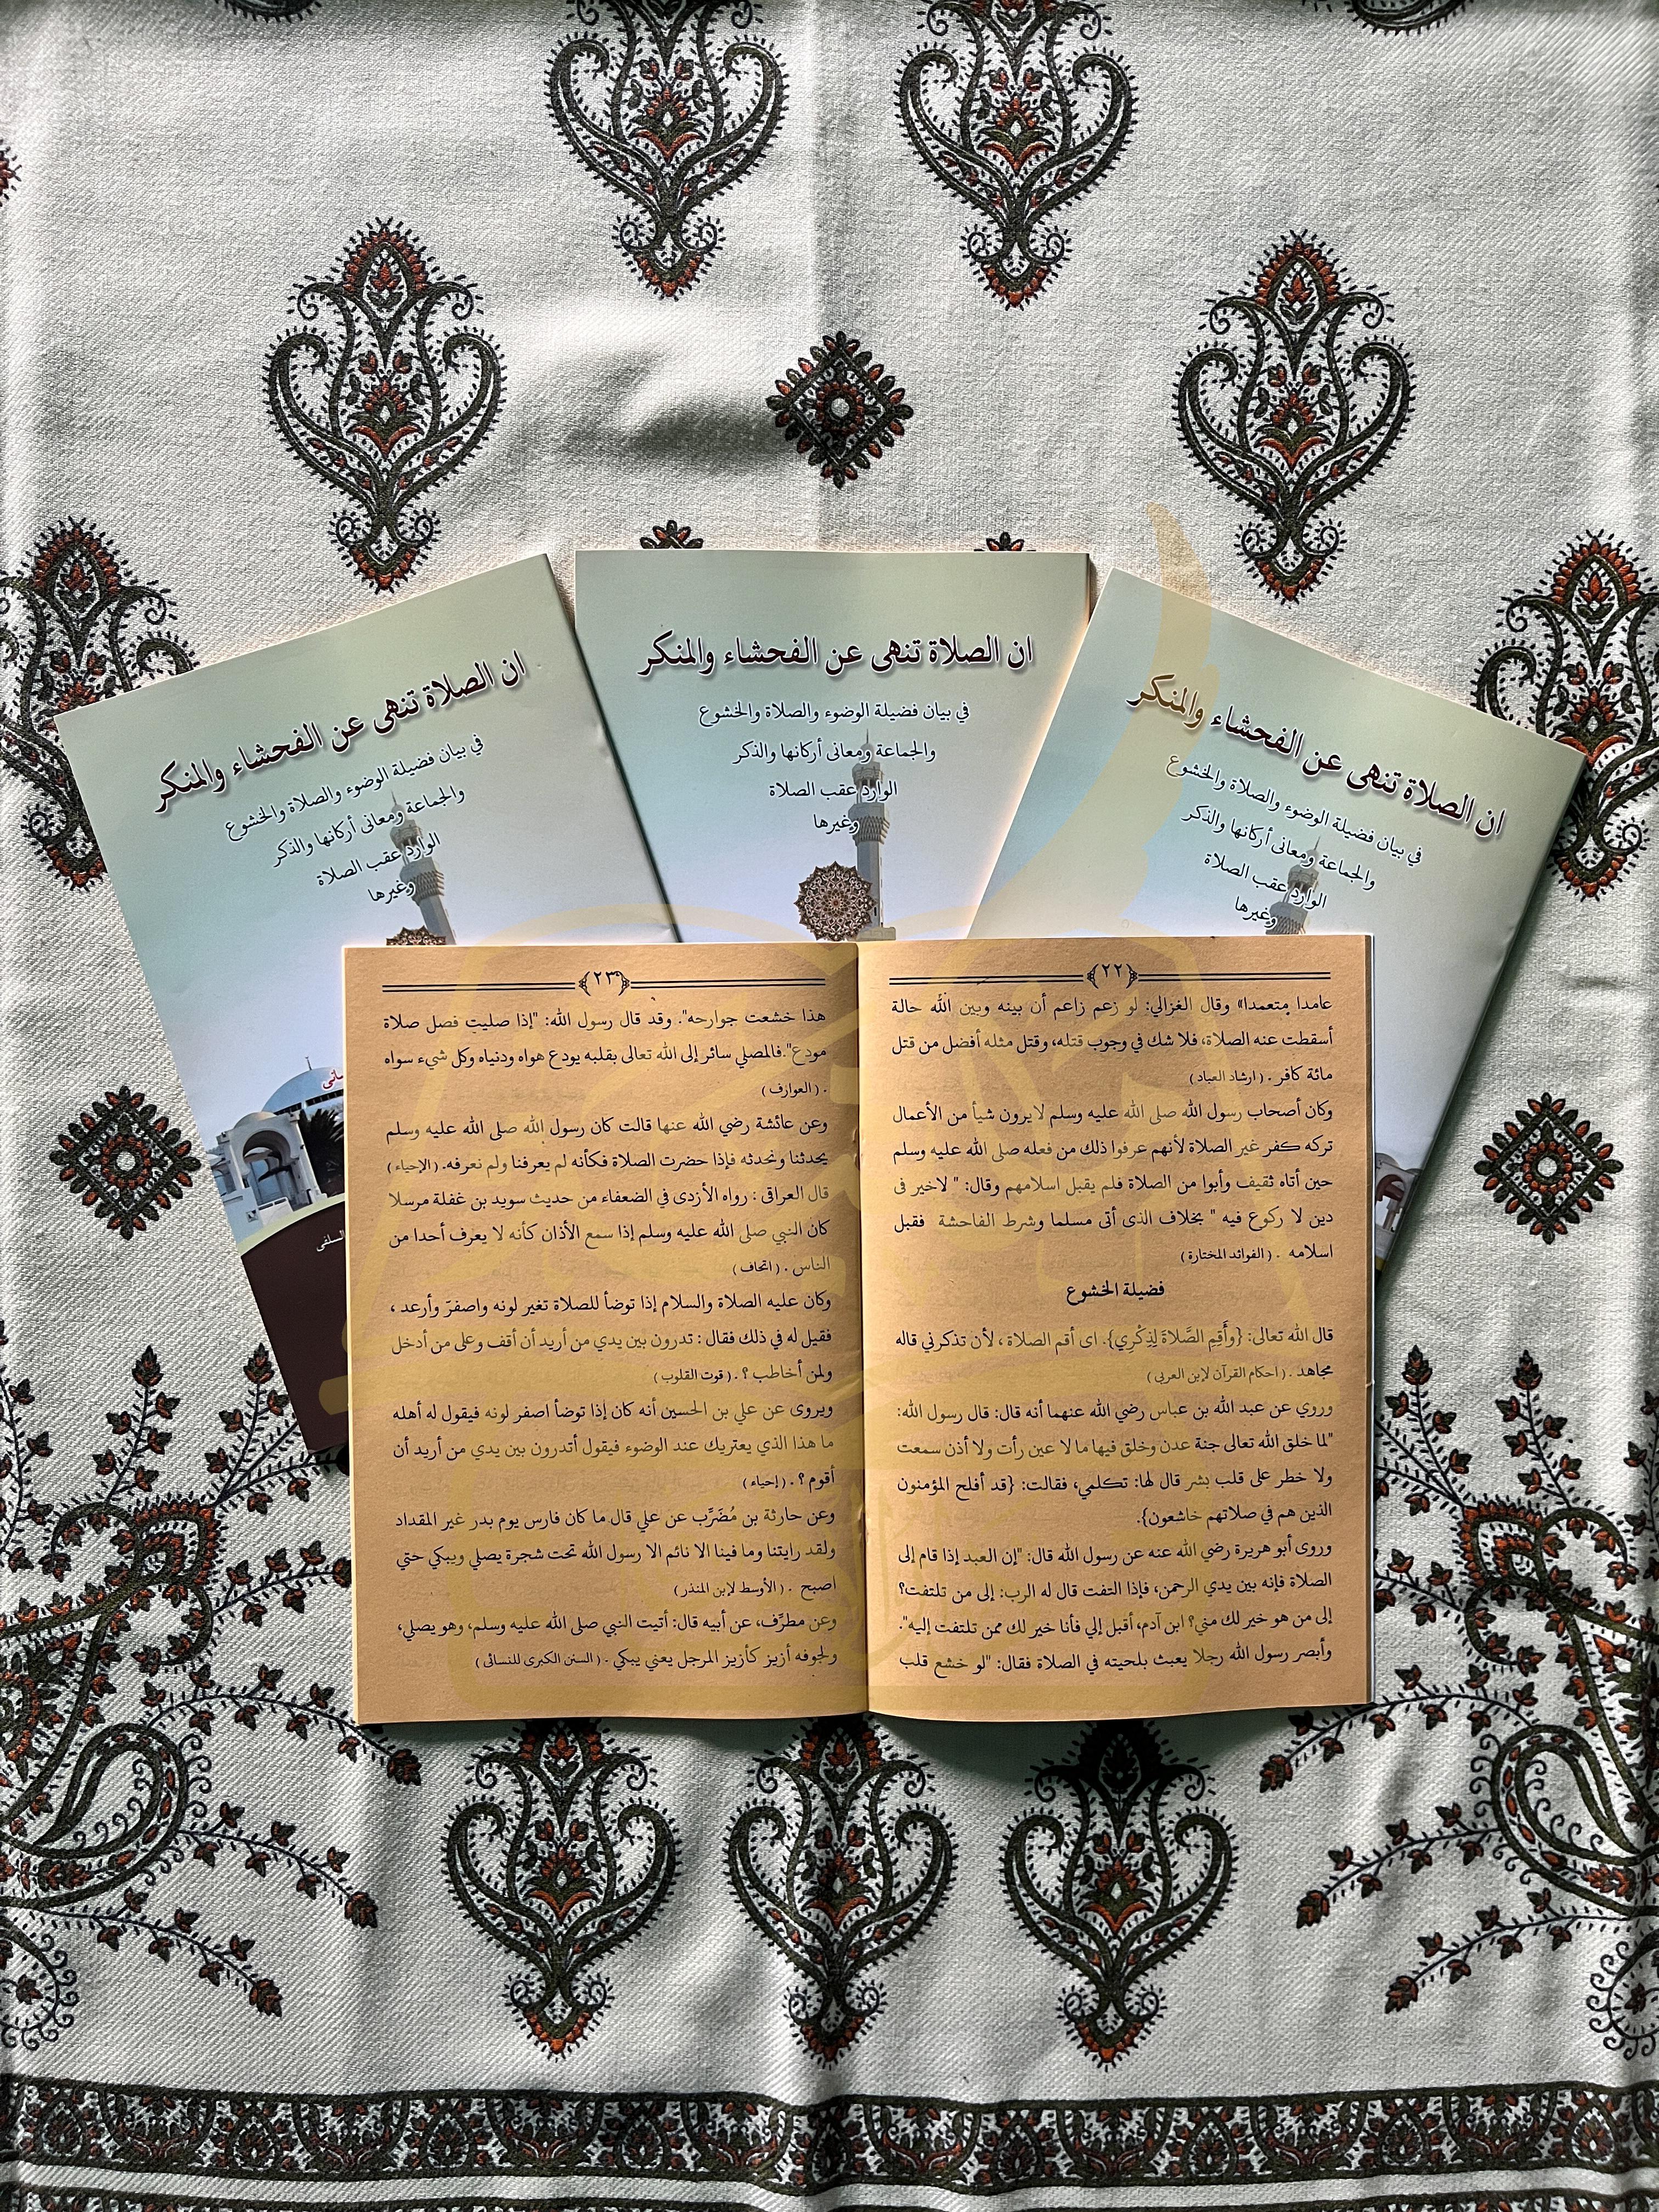 ان الصلاة تنهى عن الفحشاء والمنكر
في بيان فضيلة الوضوء والصلاة والخشوع
والجماعة ومعانى أركانها والذكر
الوارد عقب الصلاة
وغيرها
السلفى
ان الصلاة تنهى عن الفحشاء والمنكر
في بيان فضيلة الوضوء والصلاة والخشوع
والجماعة ومعانى أركانها والذكر
الوارد عقب الصلاة
وغيرها
ان الصلاة تنهى عن الفحشاء والمنكر
في بيان فضيلة الوضوء والصلاة والخشوع
والجماعة ومعانى أركانها والذكر
الوارد عقب الصلاة
وغيرها
﴿٢٢﴾
عامدا متعمدا» وقال الغزالي: لو زعم زاعم أن بينه وبين الله حالة
أسقطت عنه الصلاة، فلا شك في وجوب قتله، وقتل مثله أفضل من قتل
مائة كافر . ( ارشاد العباد )
وكان أصحاب رسول الله صلى الله عليه وسلم لايرون شيأ من الأعمال
تركه كفر غير الصلاة لأنهم عرفوا ذلك من فعله صلى الله عليه وسلم
حين أتاه ثقيف وأبوا من الصلاة فلم يقبل اسلامهم وقال: " لاخير فى
دين لا ركوع فيه " بخلاف الذى أتى مسلما وشرط الفاحشة فقبل
اسلامه . ( الفوائد المختارة )
فضيلة الخشوع
قال الله تعالى: {وأَقِمِ الصَّلاةَ لِذِكْرِي}. اى أقم الصلاة ، لأن تذكرني قاله
مجاهد . ( احكام القرآن لإبن العربى )
وروي عن عبد الله بن عباس رضي الله عنهما أنه قال: قال رسول الله:
"لما خلق الله تعالى جنة عدن وخلق فيها ما لا عين رأت ولا أذن سمعت
ولا خطر على قلب بشر قال لها: تكلمي، فقالت: {قد أفلح المؤمنون
الذين هم في صلاتهم خاشعون}.
وروى أبو هريرة رضي الله عنه عن رسول الله قال: "إن العبد إذا قام إلى
الصلاة فإنه بين يدي الرحمن، فإذا التفت قال له الرب: إلى من تلتفت؟
إلى من هو خير لك مني؟ ابن آدم، أقبل إلي فأنا خير لك ممن تلتفت إليه".
وأبصر رسول الله رجلا يعبث بلحيته في الصلاة فقال: "لو خشع قلب
﴿٢٣﴾
هذا خشعت جوارحه". وقد قال رسول الله: "إذا صليت فصل صلاة
مودع".فالمصلي سائر إلى الله تعالى بقلبه يودع هواه ودنياه وكل شيء سواه
. ( العوازف )
وعن عائشة رضي الله عنها قالت كان رسول الله صلى الله عليه وسلم
يحدثنا ونحدثه فإذا حضرت الصلاة فكأنه لم يعرفنا ولم نعرفه. ( الإحياء )
قال العراقى : رواه الأزدى في الضعفاء من حديث سويد بن غفلة مرسلا
كان النبي صلى الله عليه وسلم إذا سمع الأذان كأنه لا يعرف أحدا من
الناس . ( اتحاف )
وكان عليه الصلاة والسلام إذا توضأ للصلاة تغير لونه واصفرّ وأرعد ،
فقيل له في ذلك فقال : تدرون بين يدي من أريد أن أقف وعلى من أدخل
ولمن أخاطب ؟ . ( قوت القلوب )
ويروى عن علي بن الحسين أنه كان إذا توضأ اصفر لونه فيقول له أهله
ما هذا الذي يعتريك عند الوضوء فيقول أتدرون بين يدي من أريد أن
أقوم؟ . ( إحياء )
وعن حارثة بن مُضَرِّب عن علي قال ما كان فارس يوم بدر غير المقداد
ولقد رايتنا وما فينا الا نائم الا رسول الله تحت شجرة يصلي ويبكي حتي
اصبح . ( الأوسط لإبن المنذر )
وعن مطرِّف، عن أبيه قال: أتيت النبي صلى الله عليه وسلم، وهو يصلي،
ولجوفه أزيز كأزيز المرجل يعني يبكي . ( السنن الكبرى للنسائى )